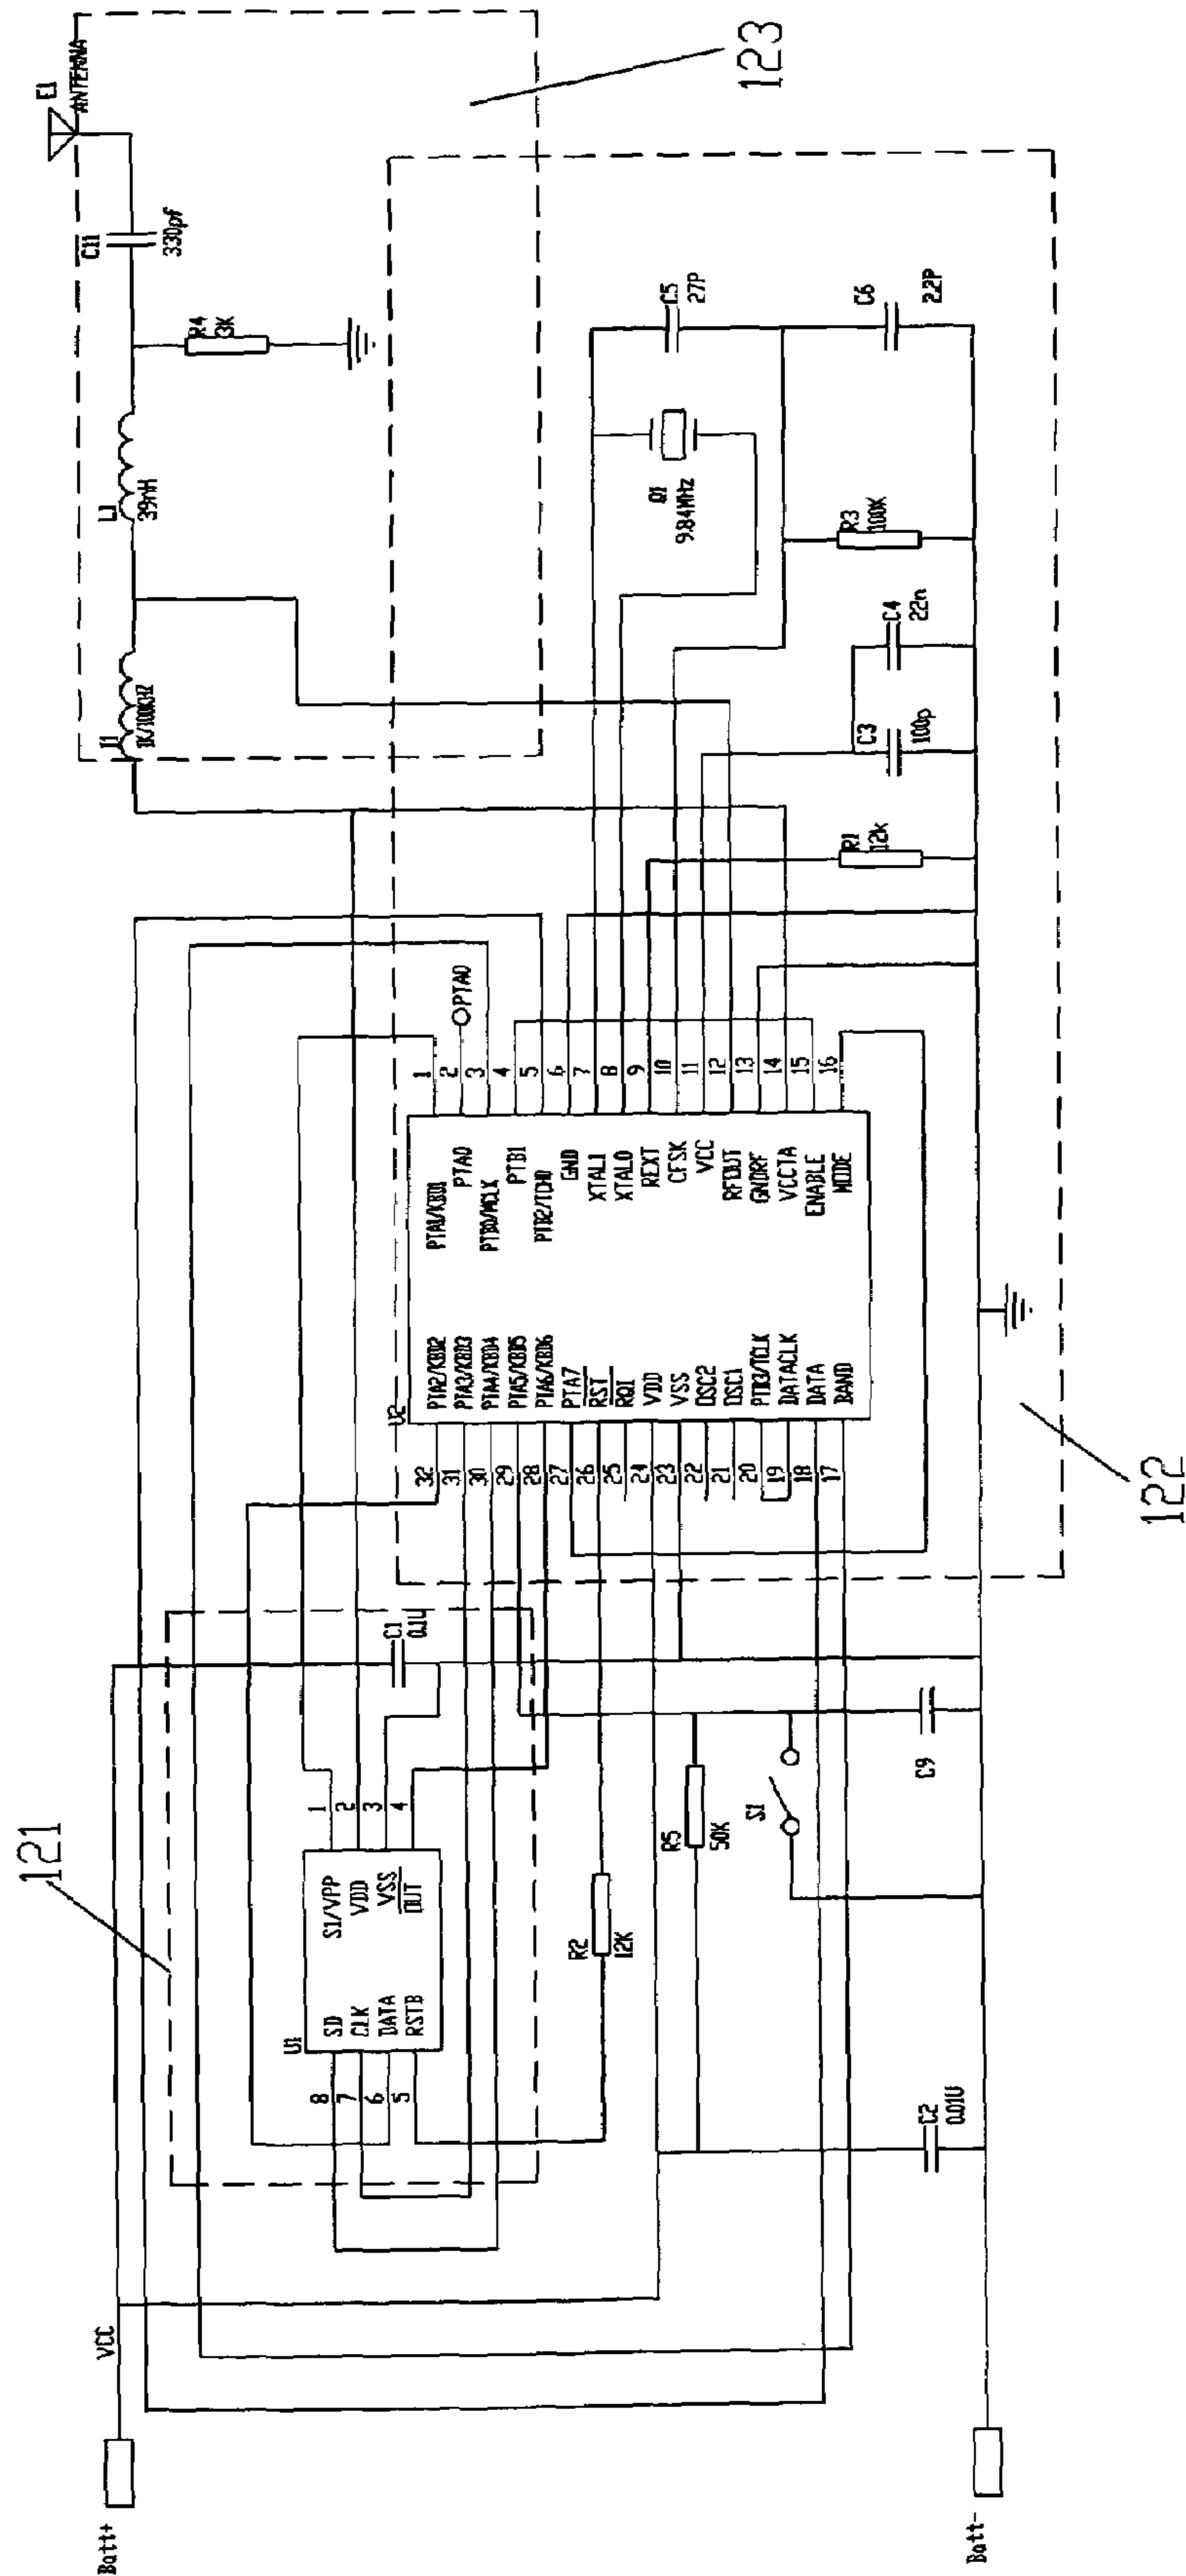 Batt+
VCC
Batt-
121
U1
SD
CLK
DATA
RSTB
8
7
6
5
S1/VPP
VDD
VSS
OUT
1
2
3
4
C1
0.1U
R2
12K
R5
50K
S1
C9
C2
0.01U
U2
PTA2/KBD2
PTA3/KBD3
PTA4/KBD4
PTA5/KBD5
PTA6/KBD6
PTA7
RST
RQI
VDD
VSS
OSC2
OSC1
PTB3/TCLK
DATACLK
DATA
BAND
32
31
30
29
28
27
26
25
24
23
22
21
20
19
18
17
PTA1/KBD1
PTA0
PTB0/MCLK
PTB1
PTB2/TCH0
GND
XTAL1
XTAL0
REXT
CFSK
VCC
RFOUT
GNDRF
VCCTA
ENABLE
MODE
1
2
3
4
5
6
7
8
9
10
11
12
13
14
15
16
PTA0
R1
12k
C3
100p
C4
22n
R3
100K
Q1
9.84MHz
C5
27P
C6
2.2P
1K/100KHZ
39nH
R4
3K
C11
330pf
E1
ANTENNA
123
122